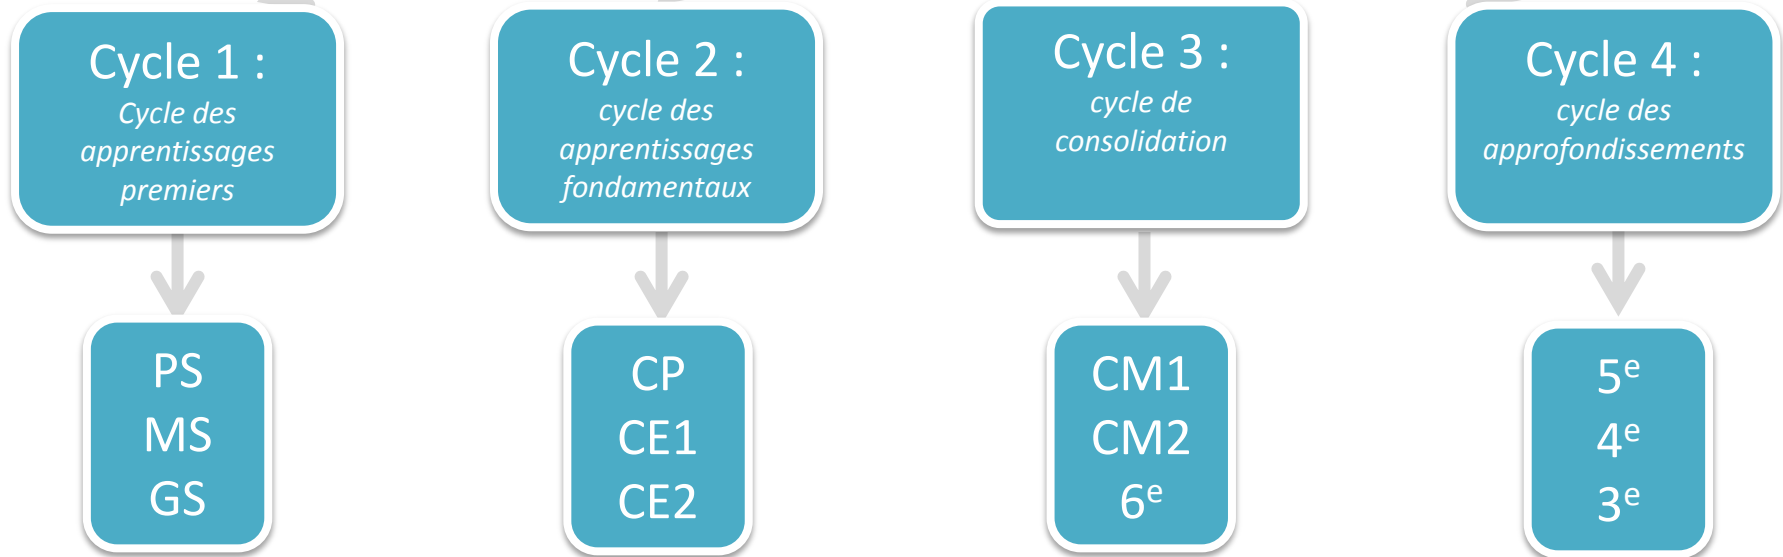 Cycle 1 :
Cycle des
apprentissages
premiers
PS
MS
GS
Cycle 2 :
cycle des
apprentissages
fondamentaux
CP
CE1
CE2
Cycle 3 :
cycle de
consolidation
CM1
CM2
6e
Cycle 4 :
cycle des
approfondissements
5e
4e
3e